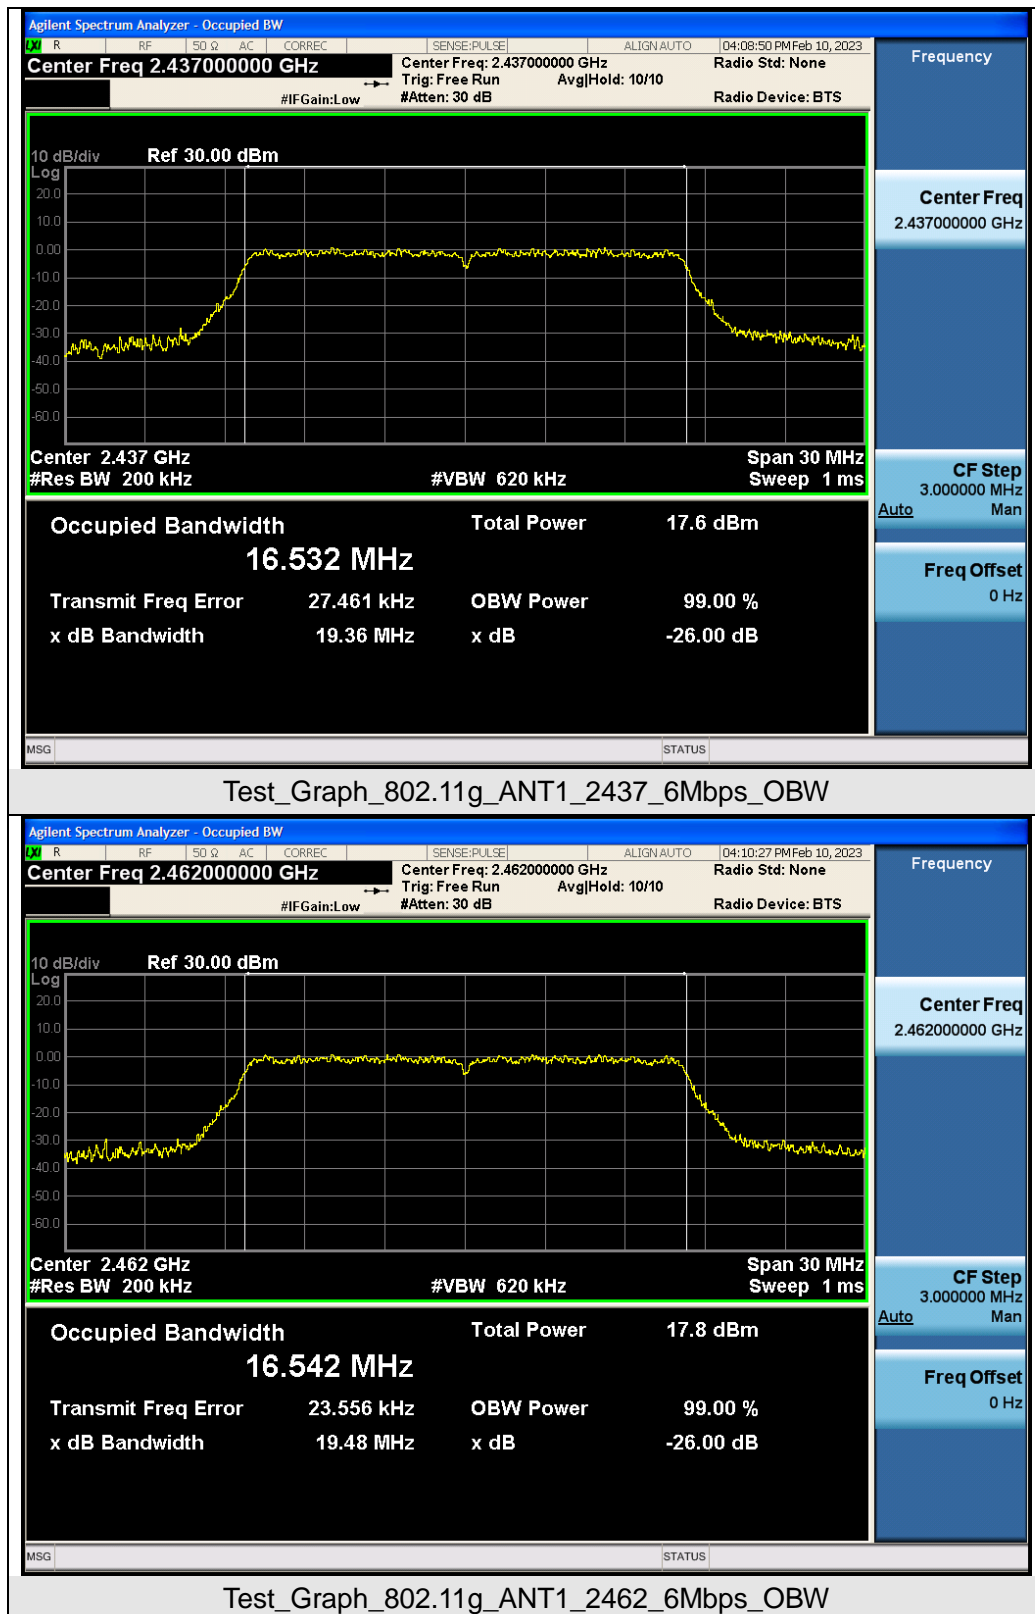 Agilent Spectrum Analyzer - Occupied BW
LXI R RF 50 Ω AC CORREC SENSE:PULSE ALIGN AUTO 04:08:50 PM Feb 10, 2023
Center Freq 2.437000000 GHz Center Freq: 2.437000000 GHz Radio Std: None Frequency
Trig: Free Run Avg|Hold: 10/10
#IFGain:Low #Atten: 30 dB Radio Device: BTS
10 dB/div Ref 30.00 dBm
Log
20.0
10.0
0.00
-10.0
-20.0
-30.0
-40.0
-50.0
-60.0
Center Freq
2.437000000 GHz
Center 2.437 GHz Span 30 MHz
#Res BW 200 kHz #VBW 620 kHz Sweep 1 ms
CF Step
3.000000 MHz
Auto Man
Occupied Bandwidth Total Power 17.6 dBm
16.532 MHz
Freq Offset
0 Hz
Transmit Freq Error 27.461 kHz OBW Power 99.00 %
x dB Bandwidth 19.36 MHz x dB -26.00 dB
MSG STATUS
Test_Graph_802.11g_ANT1_2437_6Mbps_OBW
Agilent Spectrum Analyzer - Occupied BW
LXI R RF 50 Ω AC CORREC SENSE:PULSE ALIGN AUTO 04:10:27 PM Feb 10, 2023
Center Freq 2.462000000 GHz Center Freq: 2.462000000 GHz Radio Std: None Frequency
Trig: Free Run Avg|Hold: 10/10
#IFGain:Low #Atten: 30 dB Radio Device: BTS
10 dB/div Ref 30.00 dBm
Log
20.0
10.0
0.00
-10.0
-20.0
-30.0
-40.0
-50.0
-60.0
Center Freq
2.462000000 GHz
Center 2.462 GHz Span 30 MHz
#Res BW 200 kHz #VBW 620 kHz Sweep 1 ms
CF Step
3.000000 MHz
Auto Man
Occupied Bandwidth Total Power 17.8 dBm
16.542 MHz
Freq Offset
0 Hz
Transmit Freq Error 23.556 kHz OBW Power 99.00 %
x dB Bandwidth 19.48 MHz x dB -26.00 dB
MSG STATUS
Test_Graph_802.11g_ANT1_2462_6Mbps_OBW